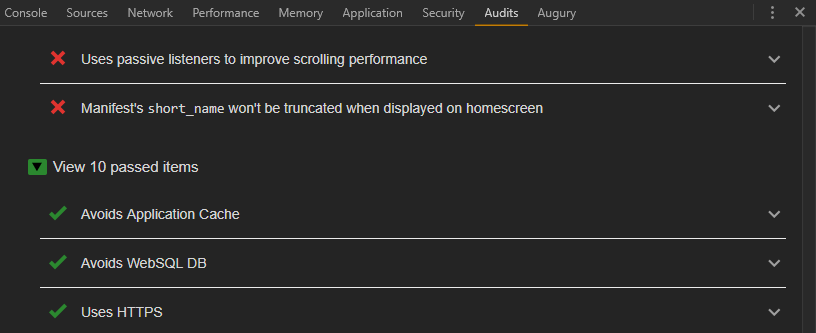 Console Sources Network Performance Memory Application Security Audits Augury
Uses passive listeners to improve scrolling performance
Manifest's short_name won't be truncated when displayed on homescreen
View 10 passed items
Avoids Application Cache
Avoids WebSQL DB
Uses HTTPS